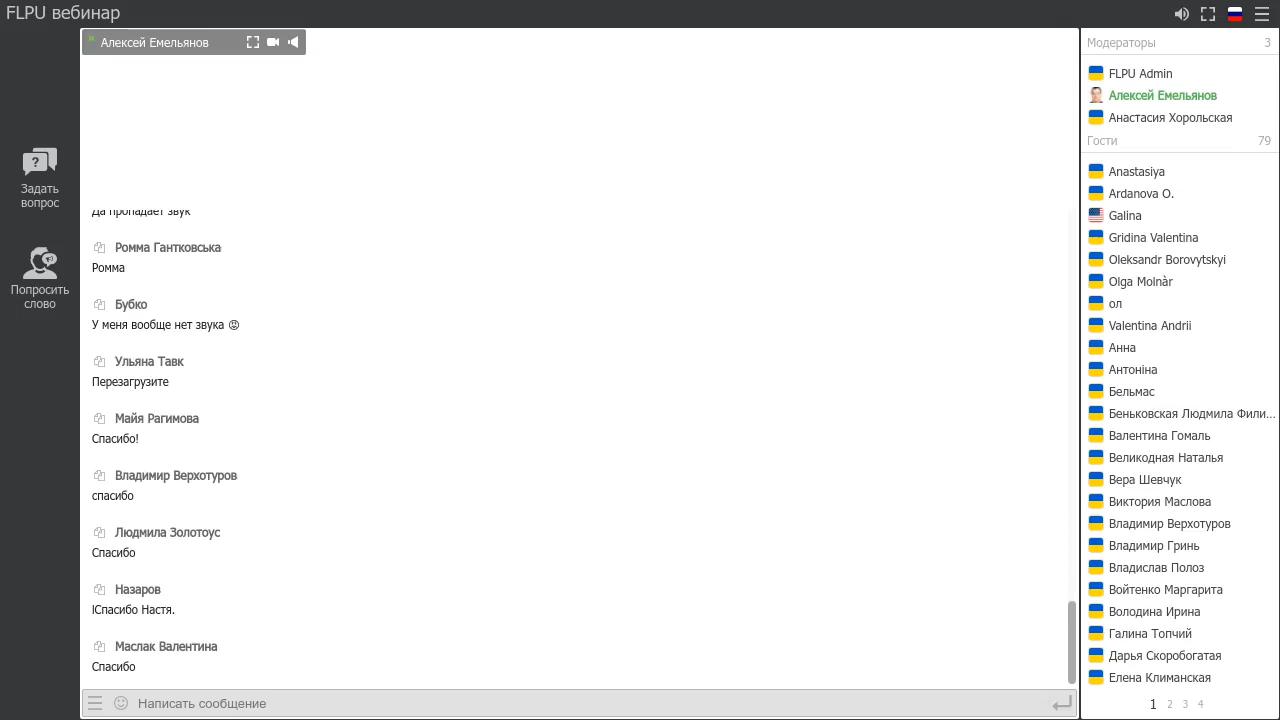 FLPU вебинар
Алексей Емельянов
Задать
вопрос
Попросить
слово
Да пропадает звук
Ромма Гантковська
Ромма
Бубко
У меня вообще нет звука 😡
Ульяна Тавк
Перезагрузите
Майя Рагимова
Спасибо!
Владимир Верхотуров
спасибо
Людмила Золотоус
Спасибо
Назаров
lСпасибо Настя.
Маслак Валентина
Спасибо
Написать сообщение
Модераторы 3
FLPU Admin
Алексей Емельянов
Анастасия Хорольская
Гости 79
Anastasiya
Ardanova O.
Galina
Gridina Valentina
Oleksandr Borovytskyi
Olga Molnàr
ол
Valentina Andrii
Анна
Антоніна
Бельмас
Беньковская Людмила Фили...
Валентина Гомаль
Великодная Наталья
Вера Шевчук
Виктория Маслова
Владимир Верхотуров
Владимир Гринь
Владислав Полоз
Войтенко Маргарита
Володина Ирина
Галина Топчий
Дарья Скоробогатая
Елена Климанская
1 2 3 4